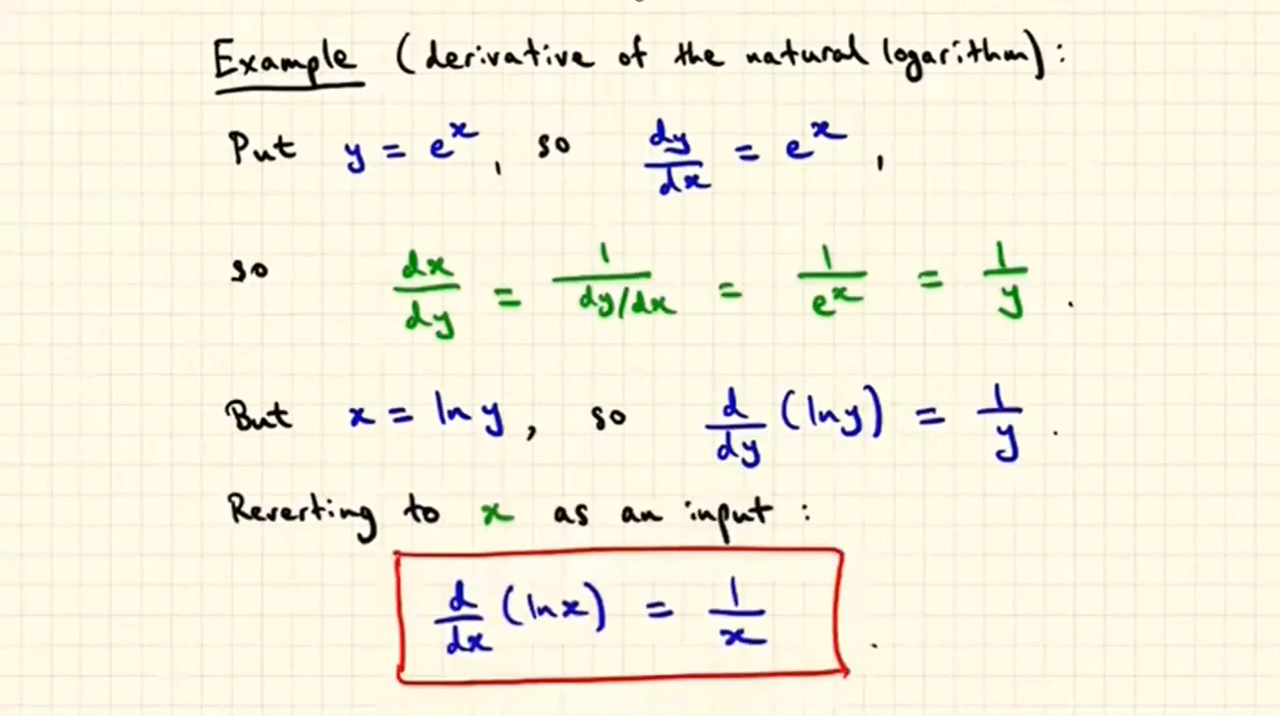 Example (derivative of the natural logarithm):
Put y = e^x, so dy/dx = e^x,
so dx/dy = 1/(dy/dx) = 1/e^x = 1/y.
But x = ln y, so d/dy (ln y) = 1/y.
Reverting to x as an input:
d/dx (ln x) = 1/x.